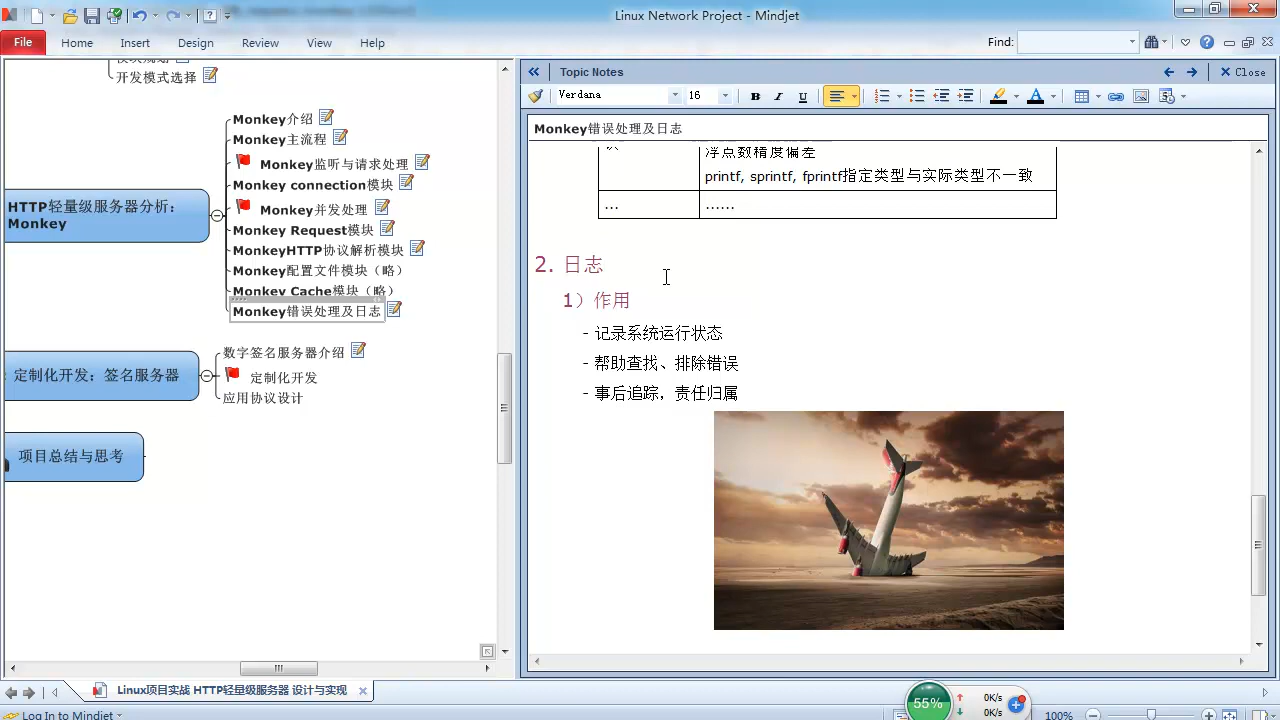 Linux Network Project - Mindjet
File Home Insert Design Review View Help
Find:
Topic Notes
Close
Verdana 16 B I U
Monkey错误处理及日志
开发模式选择
Monkey介绍
Monkey主流程
Monkey监听与请求处理
Monkey connection模块
Monkey并发处理
Monkey Request模块
MonkeyHTTP协议解析模块
Monkey配置文件模块（略）
Monkey Cache模块（略）
Monkey错误处理及日志
HTTP轻量级服务器分析：
Monkey
数字签名服务器介绍
定制化开发
应用协议设计
定制化开发：签名服务器
项目总结与思考
浮点数精度偏差
printf, sprintf, fprintf指定类型与实际类型不一致
... ......
2. 日志
1）作用
- 记录系统运行状态
- 帮助查找、排除错误
- 事后追踪，责任归属
Linux项目实战 HTTP轻量级服务器 设计与实现
Log In to Mindjet
55%
0K/s
0K/s
100%